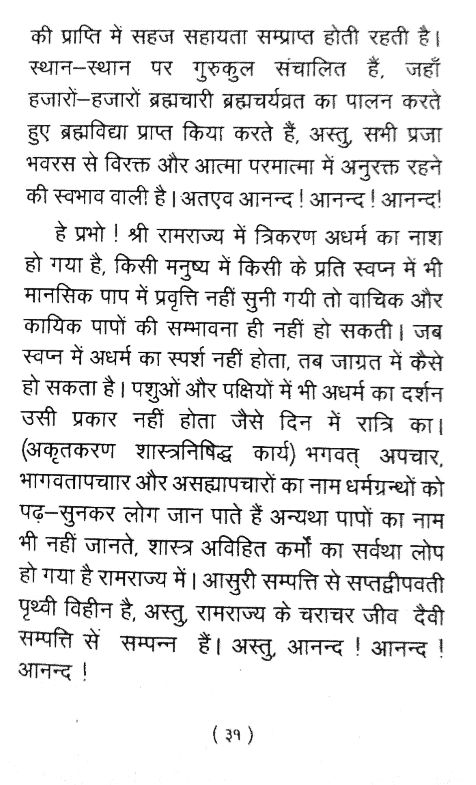 की प्राप्ति में सहज सहायता सम्प्राप्त होती रहती है।
स्थान–स्थान पर गुरुकुल संचालित हैं, जहाँ
हजारों–हजारों ब्रह्मचारी ब्रह्मचर्यव्रत का पालन करते
हुए ब्रह्मविद्या प्राप्त किया करते हैं, अस्तु, सभी प्रजा
भवरस से विरक्त और आत्मा परमात्मा में अनुरक्त रहने
की स्वभाव वाली है। अतएव आनन्द ! आनन्द ! आनन्द!
हे प्रभो ! श्री रामराज्य में त्रिकरण अधर्म का नाश
हो गया है, किसी मनुष्य में किसी के प्रति स्वप्न में भी
मानसिक पाप में प्रवृत्ति नहीं सुनी गयी तो वाचिक और
कायिक पापों की सम्भावना ही नहीं हो सकती। जब
स्वप्न में अधर्म का स्पर्श नहीं होता, तब जाग्रत में कैसे
हो सकता है। पशुओं और पक्षियों में भी अधर्म का दर्शन
उसी प्रकार नहीं होता जैसे दिन में रात्रि का।
(अकृतकरण शास्त्रनिषिद्ध कार्य) भगवत् अपचार,
भागवतापचाार और असह्यापचारों का नाम धर्मग्रन्थों को
पढ़–सुनकर लोग जान पाते हैं अन्यथा पापों का नाम
भी नहीं जानते, शास्त्र अविहित कर्मों का सर्वथा लोप
हो गया है रामराज्य में। आसुरी सम्पत्ति से सप्तद्वीपवती
पृथ्वी विहीन है, अस्तु, रामराज्य के चराचर जीव दैवी
सम्पत्ति सें सम्पन्न हैं। अस्तु, आनन्द ! आनन्द !
आनन्द !
( ३१ )